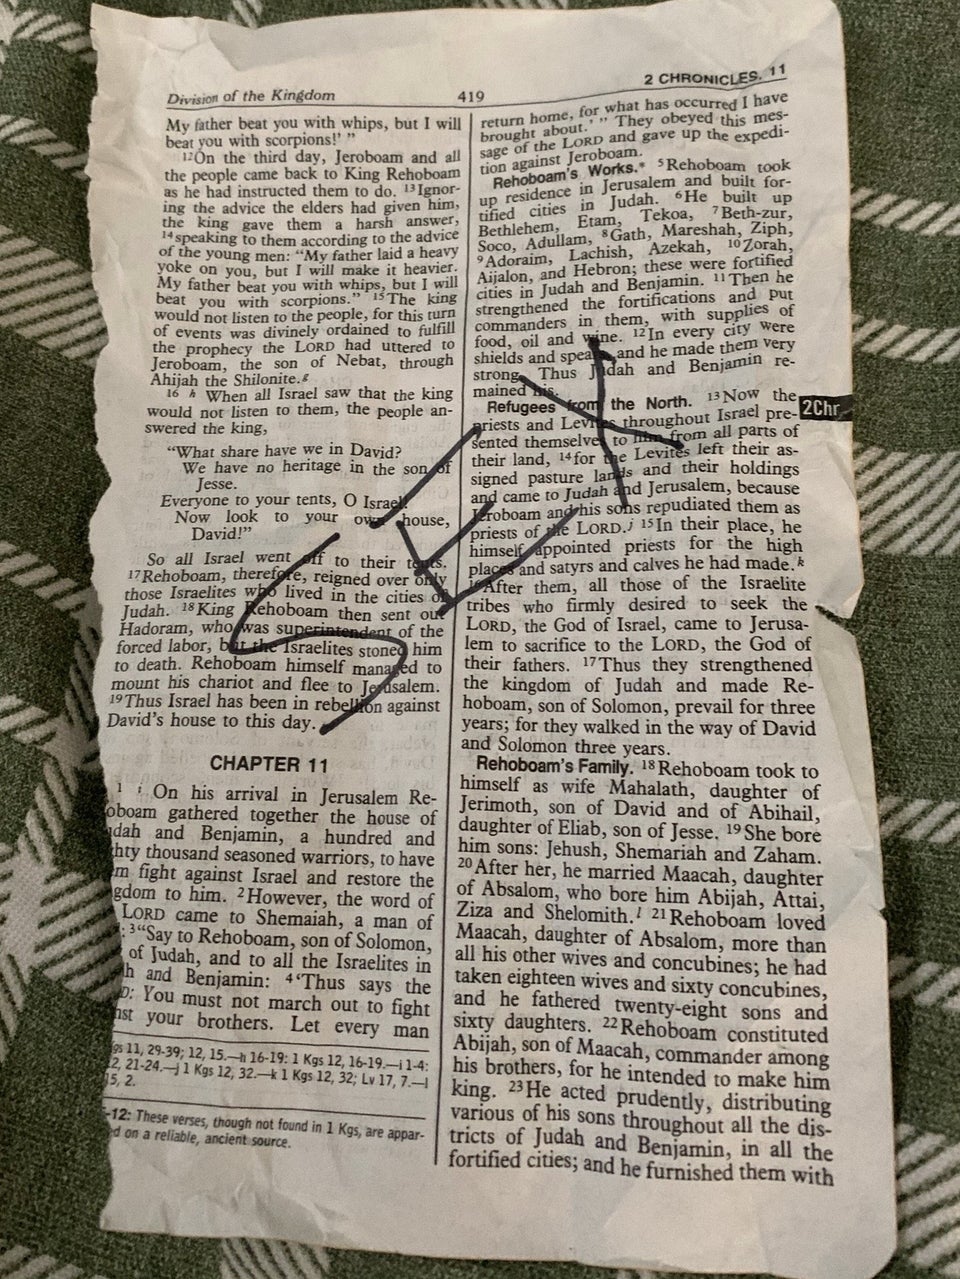 Division of the Kingdom 419 2 CHRONICLES, 11
My father beat you with whips, but I will
beat you with scorpions!’ ”
12On the third day, Jeroboam and all
the people came back to King Rehoboam
as he had instructed them to do. 13Ignor-
ing the advice the elders had given him,
the king gave them a harsh answer,
14speaking to them according to the advice
of the young men: “My father laid a heavy
yoke on you, but I will make it heavier.
My father beat you with whips, but I will
beat you with scorpions.” 15The king
would not listen to the people, for this turn
of events was divinely ordained to fulfill
the prophecy the LORD had uttered to
Jeroboam, the son of Nebat, through
Ahijah the Shilonite.g
16 h When all Israel saw that the king
would not listen to them, the people an-
swered the king,
“What share have we in David?
We have no heritage in the son of
Jesse.
Everyone to your tents, O Israel!
Now look to your own house,
David!”
So all Israel went off to their tents.
17Rehoboam, therefore, reigned over only
those Israelites who lived in the cities of
Judah. 18King Rehoboam then sent out
Hadoram, who was superintendent of the
forced labor, but the Israelites stoned him
to death. Rehoboam himself managed to
mount his chariot and flee to Jerusalem.
19Thus Israel has been in rebellion against
David’s house to this day.
CHAPTER 11
1 i On his arrival in Jerusalem Re-
oboam gathered together the house of
dah and Benjamin, a hundred and
hty thousand seasoned warriors, to have
m fight against Israel and restore the
gdom to him. 2However, the word of
LORD came to Shemaiah, a man of
: 3“Say to Rehoboam, son of Solomon,
of Judah, and to all the Israelites in
h and Benjamin: 4‘Thus says the
D: You must not march out to fight
nst your brothers. Let every man
gs 11, 29-39; 12, 15.—h 16-19: 1 Kgs 12, 16-19.—i 1-4:
2, 21-24.—j 1 Kgs 12, 32.—k 1 Kgs 12, 32; Lv 17, 7.—l
15, 2.
-12: These verses, though not found in 1 Kgs, are appar-
d on a reliable, ancient source.
return home, for what has occurred I have
brought about.’ ” They obeyed this mes-
sage of the LORD and gave up the expedi-
tion against Jeroboam.
Rehoboam’s Works.* 5Rehoboam took
up residence in Jerusalem and built for-
tified cities in Judah. 6He built up
Bethlehem, Etam, Tekoa, 7Beth-zur,
Soco, Adullam, 8Gath, Mareshah, Ziph,
9Adoraim, Lachish, Azekah, 10Zorah,
Aijalon, and Hebron; these were fortified
cities in Judah and Benjamin. 11Then he
strengthened the fortifications and put
commanders in them, with supplies of
food, oil and wine. 12In every city were
shields and spears, and he made them very
strong. Thus Judah and Benjamin re-
mained his.
Refugees from the North. 13Now the
priests and Levites throughout Israel pre-
sented themselves to him from all parts of
their land, 14for the Levites left their as-
signed pasture lands and their holdings
and came to Judah and Jerusalem, because
Jeroboam and his sons repudiated them as
priests of the LORD.j 15In their place, he
himself appointed priests for the high
places and satyrs and calves he had made.k
16After them, all those of the Israelite
tribes who firmly desired to seek the
LORD, the God of Israel, came to Jerusa-
lem to sacrifice to the LORD, the God of
their fathers. 17Thus they strengthened
the kingdom of Judah and made Re-
hoboam, son of Solomon, prevail for three
years; for they walked in the way of David
and Solomon three years.
Rehoboam’s Family. 18Rehoboam took to
himself as wife Mahalath, daughter of
Jerimoth, son of David and of Abihail,
daughter of Eliab, son of Jesse. 19She bore
him sons: Jehush, Shemariah and Zaham.
20After her, he married Maacah, daughter
of Absalom, who bore him Abijah, Attai,
Ziza and Shelomith.l 21Rehoboam loved
Maacah, daughter of Absalom, more than
all his other wives and concubines; he had
taken eighteen wives and sixty concubines,
and he fathered twenty-eight sons and
sixty daughters. 22Rehoboam constituted
Abijah, son of Maacah, commander among
his brothers, for he intended to make him
king. 23He acted prudently, distributing
various of his sons throughout all the dis-
tricts of Judah and Benjamin, in all the
fortified cities; and he furnished them with
2Chr
SEX